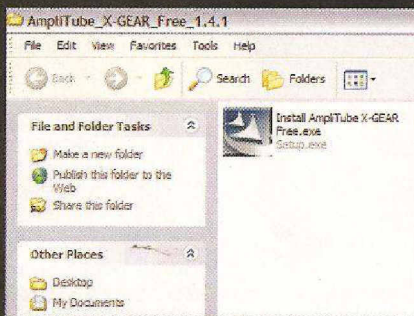 AmpliTube_X-GEAR_Free_1.4.1
File Edit View Favorites Tools Help
Back Search Folders
File and Folder Tasks
Make a new folder
Publish this folder to the
Web
Share this folder
Other Places
Desktop
My Documents
Install AmpliTube X-GEAR
Free.exe
Setup.exe